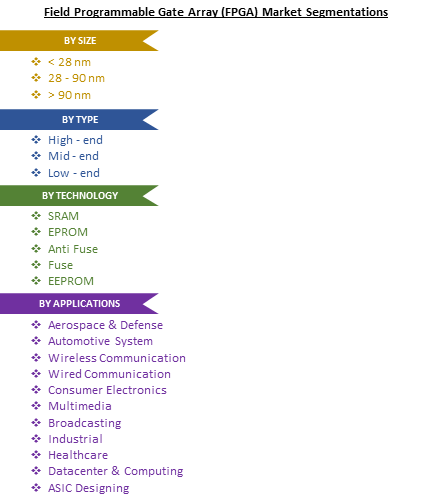 Field Programmable Gate Array (FPGA) Market Segmentations
BY SIZE
< 28 nm
28 - 90 nm
> 90 nm
BY TYPE
High - end
Mid - end
Low - end
BY TECHNOLOGY
SRAM
EPROM
Anti Fuse
Fuse
EEPROM
BY APPLICATIONS
Aerospace & Defense
Automotive System
Wireless Communication
Wired Communication
Consumer Electronics
Multimedia
Broadcasting
Industrial
Healthcare
Datacenter & Computing
ASIC Designing